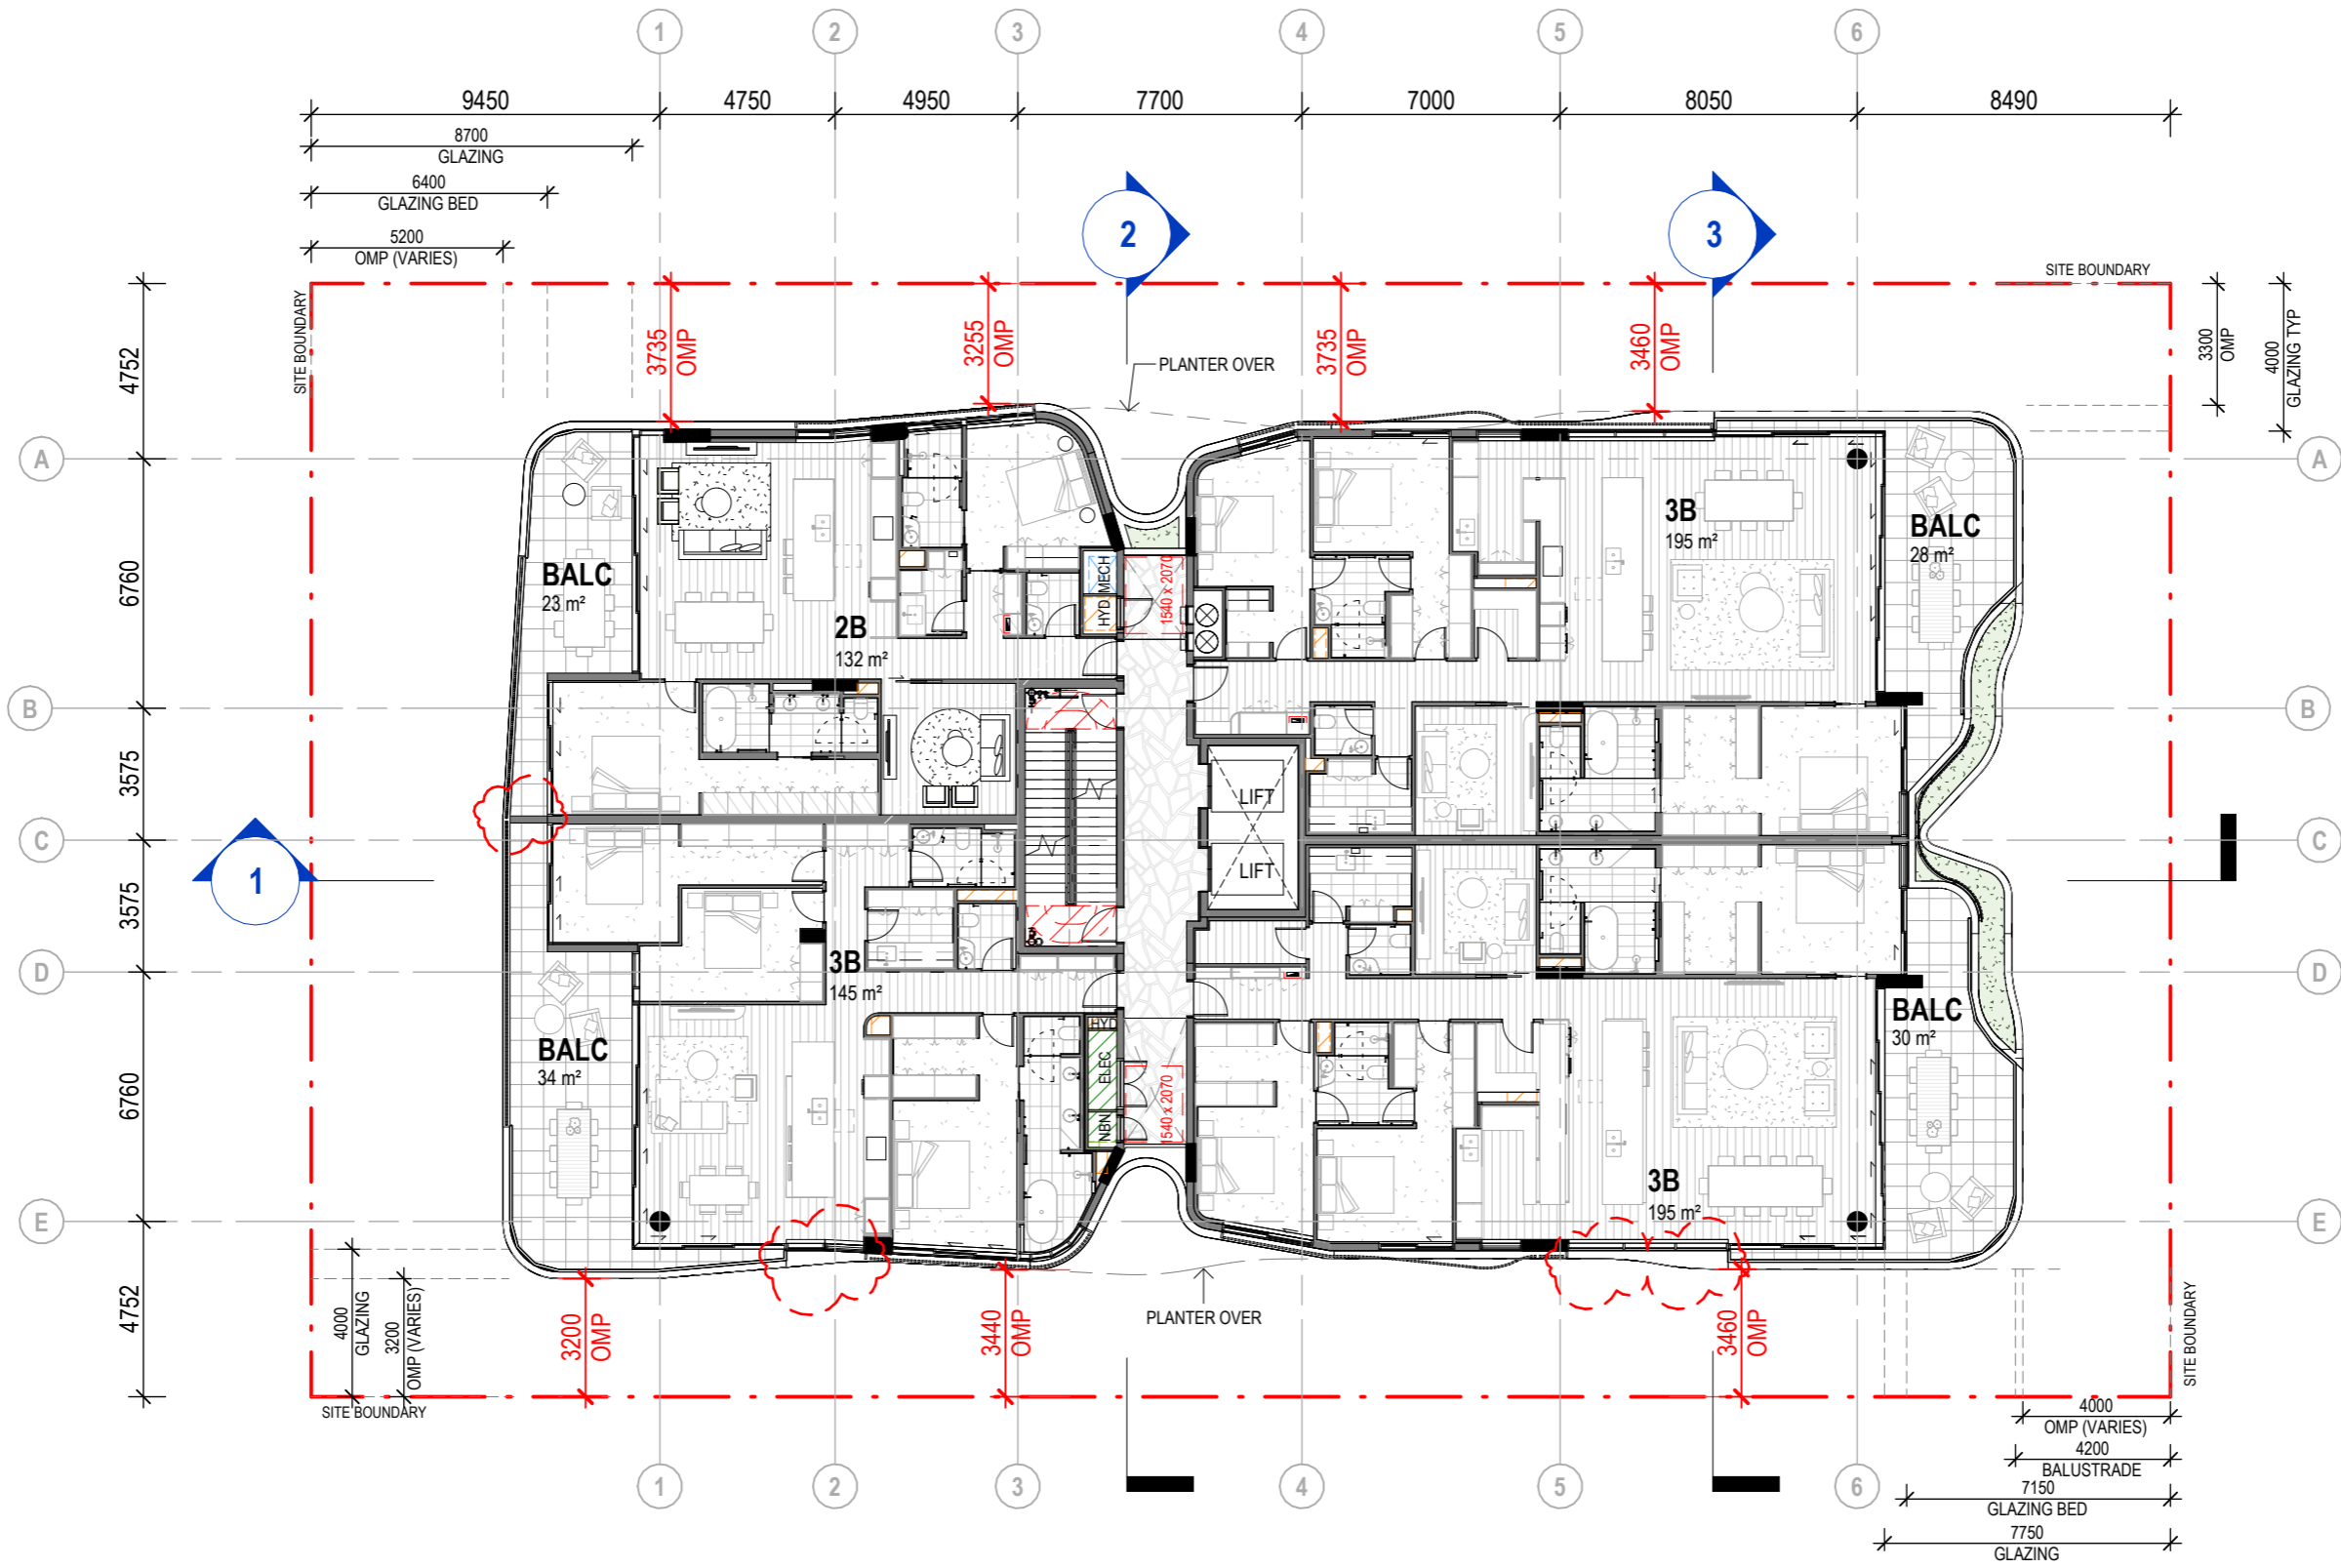 1 2 3 4 5 6
9450 4750 4950 7700 7000 8050 8490
8700
GLAZING
6400
GLAZING BED
5200
OMP (VARIES)
2
3
SITE BOUNDARY
SITE BOUNDARY
4752
3735
OMP
3255
OMP
3735
OMP
3460
OMP
3300
OMP
4000
GLAZING TYP
PLANTER OVER
A
A
6760
BALC
23 m²
2B
132 m²
HYD MECH
1540 x 2070
3B
195 m²
BALC
28 m²
B
B
3575
LIFT
C
C
1
3575
LIFT
D
D
3B
145 m²
6760
BALC
34 m²
HYD
ELEC
NBN
1540 x 2070
3B
195 m²
BALC
30 m²
E
E
4752
4000
GLAZING
3200
OMP (VARIES)
3200
OMP
3440
OMP
PLANTER OVER
3460
OMP
SITE BOUNDARY
SITE BOUNDARY
4000
OMP (VARIES)
4200
BALUSTRADE
7150
GLAZING BED
7750
GLAZING
1 2 3 4 5 6